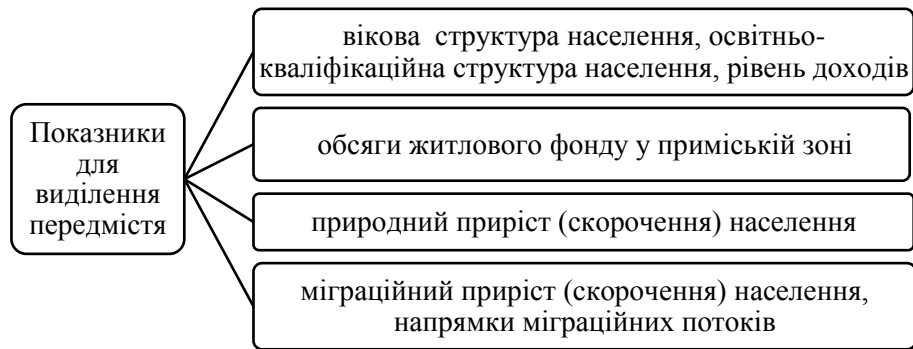 Показники
для
виділення
передмістя
вікова структура населення, освітньо-
кваліфікаційна структура населення, рівень доходів
обсяги житлового фонду у приміській зоні
природний приріст (скорочення) населення
міграційний приріст (скорочення) населення,
напрямки міграційних потоків